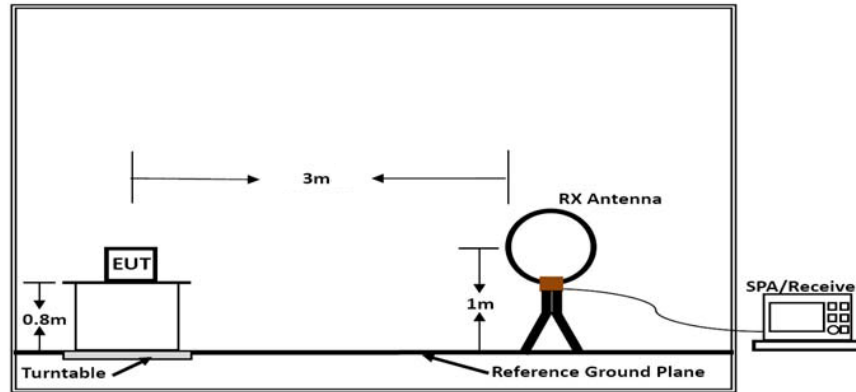 3m
RX Antenna
EUT
SPA/Receive
1m
0.8m
Turntable
Reference Ground Plane